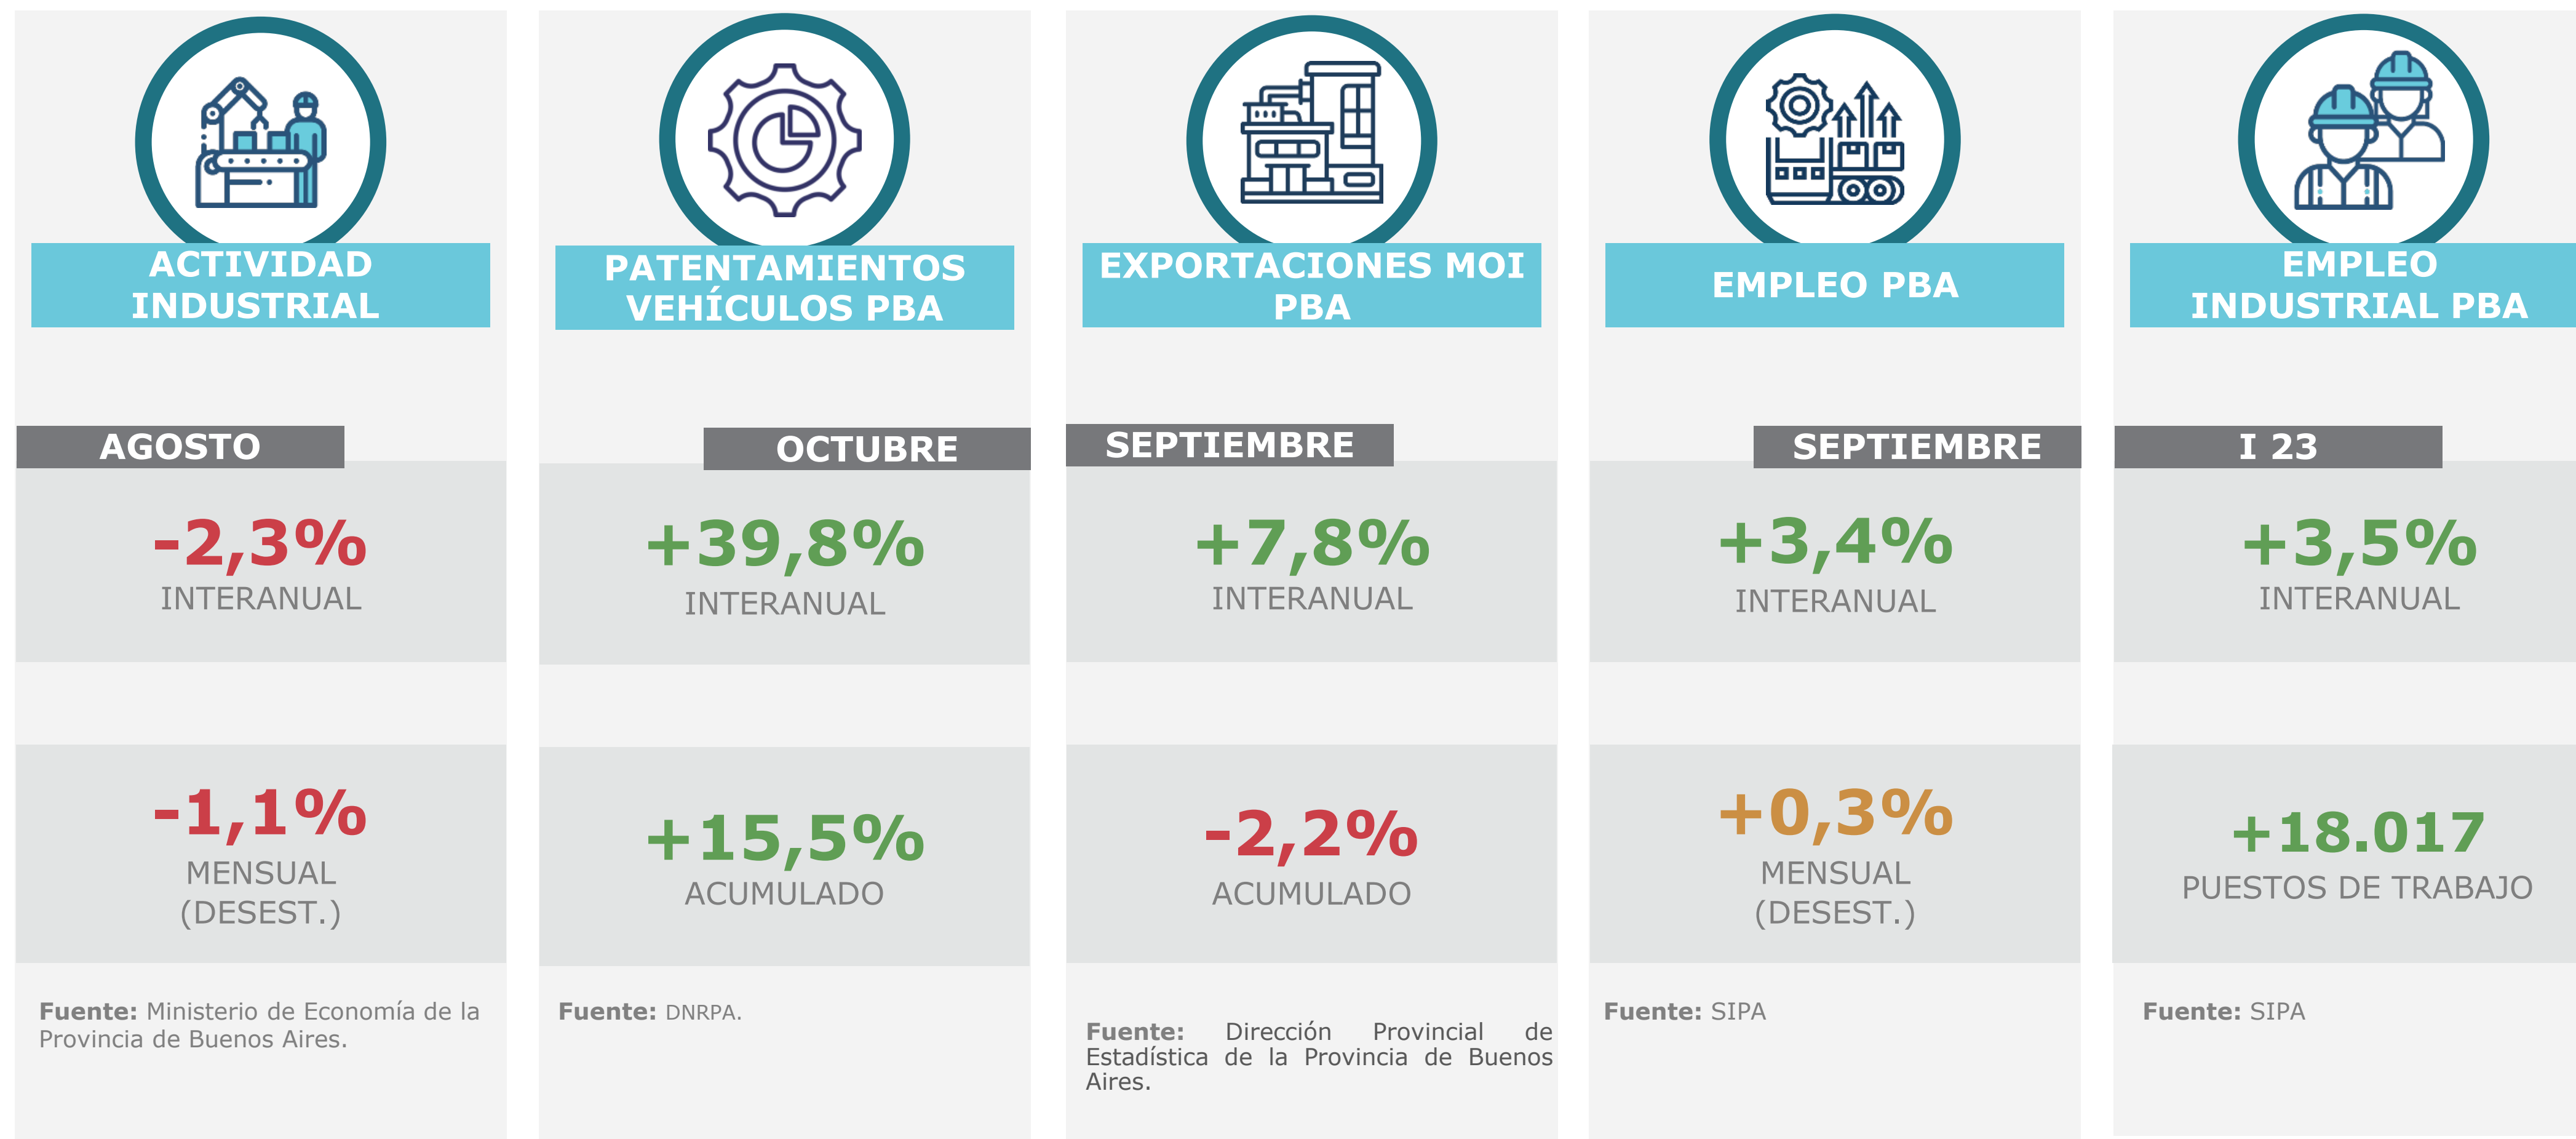 ACTIVIDAD
INDUSTRIAL
AGOSTO
-2,3%
INTERANUAL
-1,1%
MENSUAL
(DESEST.)
Fuente: Ministerio de Economía de la
Provincia de Buenos Aires.
PATENTAMIENTOS
VEHÍCULOS PBA
OCTUBRE
+39,8%
INTERANUAL
+15,5%
ACUMULADO
Fuente: DNRPA.
EXPORTACIONES MOI
PBA
SEPTIEMBRE
+7,8%
INTERANUAL
-2,2%
ACUMULADO
Fuente: Dirección Provincial de
Estadística de la Provincia de Buenos
Aires.
EMPLEO PBA
SEPTIEMBRE
+3,4%
INTERANUAL
+0,3%
MENSUAL
(DESEST.)
Fuente: SIPA
EMPLEO
INDUSTRIAL PBA
I 23
+3,5%
INTERANUAL
+18.017
PUESTOS DE TRABAJO
Fuente: SIPA